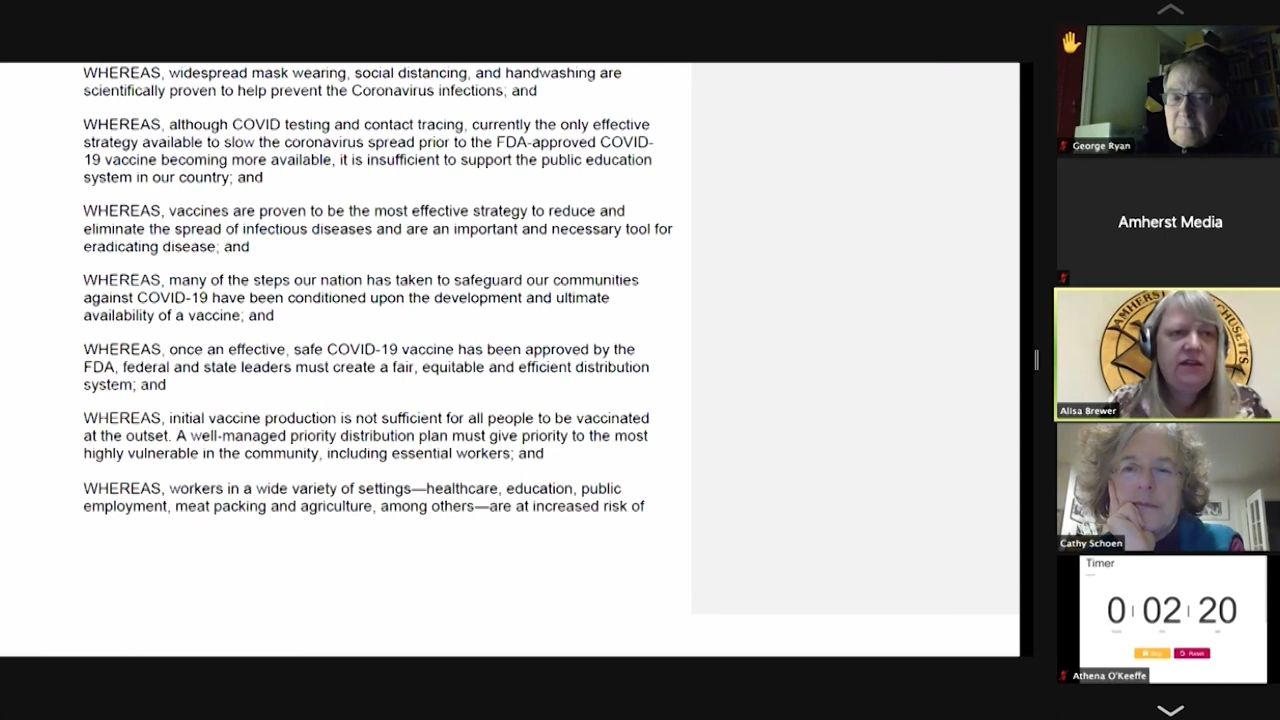 WHEREAS, widespread mask wearing, social distancing, and handwashing are
scientifically proven to help prevent the Coronavirus infections; and
WHEREAS, although COVID testing and contact tracing, currently the only effective
strategy available to slow the coronavirus spread prior to the FDA-approved COVID-
19 vaccine becoming more available, it is insufficient to support the public education
system in our country; and
WHEREAS, vaccines are proven to be the most effective strategy to reduce and
eliminate the spread of infectious diseases and are an important and necessary tool for
eradicating disease; and
WHEREAS, many of the steps our nation has taken to safeguard our communities
against COVID-19 have been conditioned upon the development and ultimate
availability of a vaccine; and
WHEREAS, once an effective, safe COVID-19 vaccine has been approved by the
FDA, federal and state leaders must create a fair, equitable and efficient distribution
system; and
WHEREAS, initial vaccine production is not sufficient for all people to be vaccinated
at the outset. A well-managed priority distribution plan must give priority to the most
highly vulnerable in the community, including essential workers; and
WHEREAS, workers in a wide variety of settings—healthcare, education, public
employment, meat packing and agriculture, among others—are at increased risk of
George Ryan
Amherst Media
AMHERST
Alisa Brewer
Cathy Schoen
Timer
0 02 20
Reset
Athena O'Keeffe